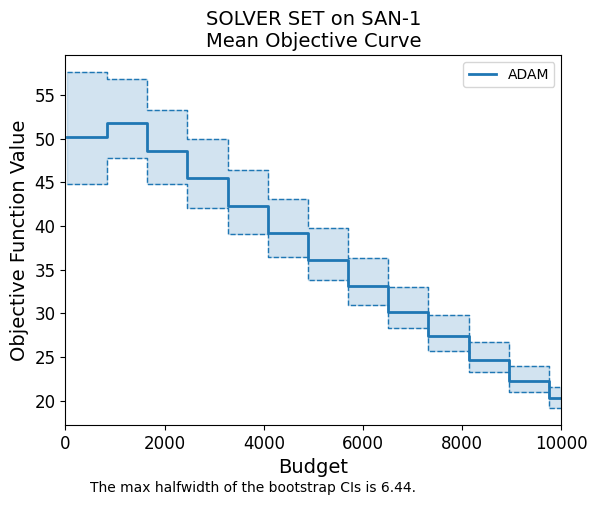 SOLVER SET on SAN-1
Mean Objective Curve
ADAM
Objective Function Value
55
50
45
40
35
30
25
20
0 2000 4000 6000 8000 10000
Budget
The max halfwidth of the bootstrap CIs is 6.44.